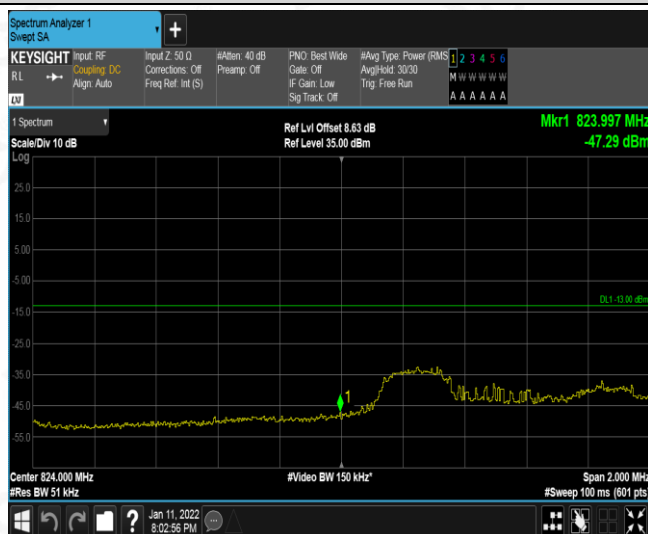 Spectrum Analyzer 1
Swept SA
+
KEYSIGHT
RL
Input: RF
Coupling: DC
Align: Auto
Input Z: 50 Ω
Corrections: Off
Freq Ref: Int (S)
#Atten: 40 dB
Preamp: Off
PNO: Best Wide
Gate: Off
IF Gain: Low
Sig Track: Off
#Avg Type: Power (RMS
Avg|Hold: 30/30
Trig: Free Run
1 2 3 4 5 6
M W W W W W
A A A A A A
1 Spectrum
Scale/Div 10 dB
Ref Lvl Offset 8.63 dB
Ref Level 35.00 dBm
Mkr1 823.997 MHz
-47.29 dBm
Log
25.0
15.0
5.00
-5.00
-15.0
-25.0
-35.0
-45.0
-55.0
DL1 -13.00 dBm
1
Center 824.000 MHz
#Res BW 51 kHz
#Video BW 150 kHz*
Span 2.000 MHz
#Sweep 100 ms (601 pts)
?
Jan 11, 2022
8:02:56 PM